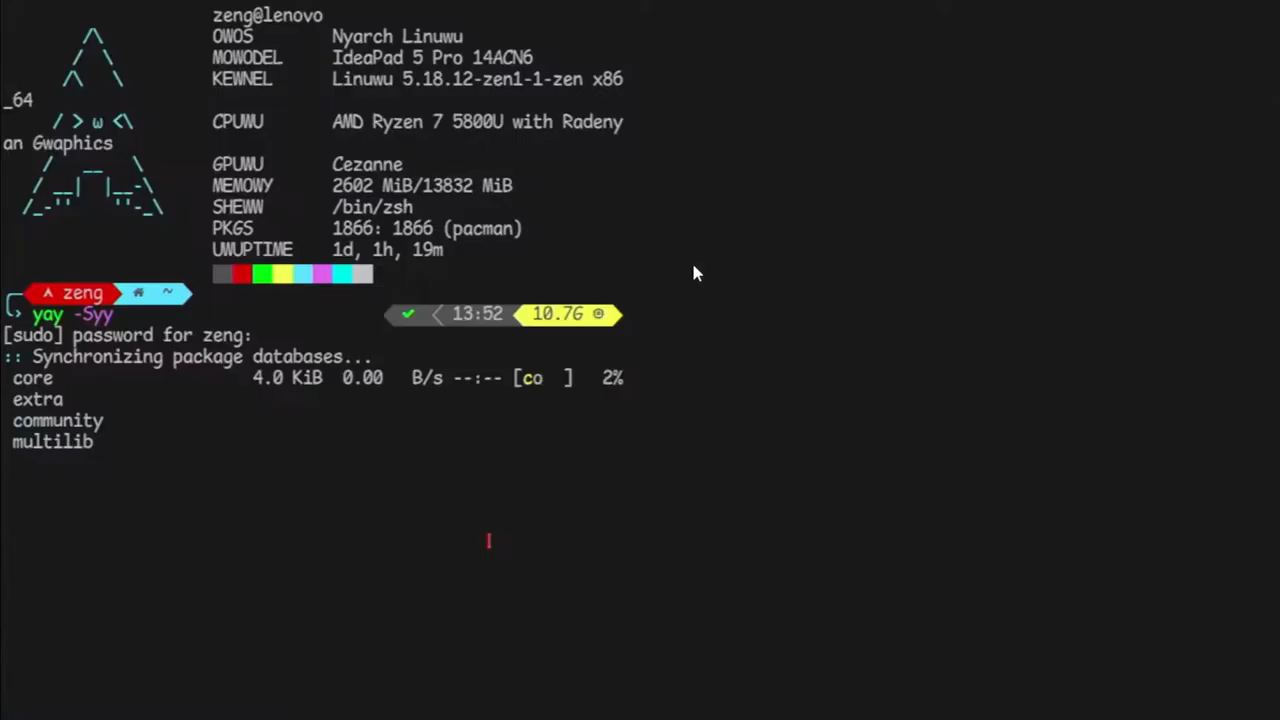 zeng@lenovo
OWOS Nyarch Linuwu
MOWODEL IdeaPad 5 Pro 14ACN6
KEWNEL Linuwu 5.18.12-zen1-1-zen x86
_64
/ > ω <\ CPUWU AMD Ryzen 7 5800U with Radeny
an Gwaphics
GPUWU Cezanne
MEMOWY 2602 MiB/13832 MiB
SHEWW /bin/zsh
PKGS 1866: 1866 (pacman)
UWUPTIME 1d, 1h, 19m
zeng ~
yay -Syy 13:52 10.7G
[sudo] password for zeng:
:: Synchronizing package databases...
core 4.0 KiB 0.00 B/s --:-- [co ] 2%
extra
community
multilib